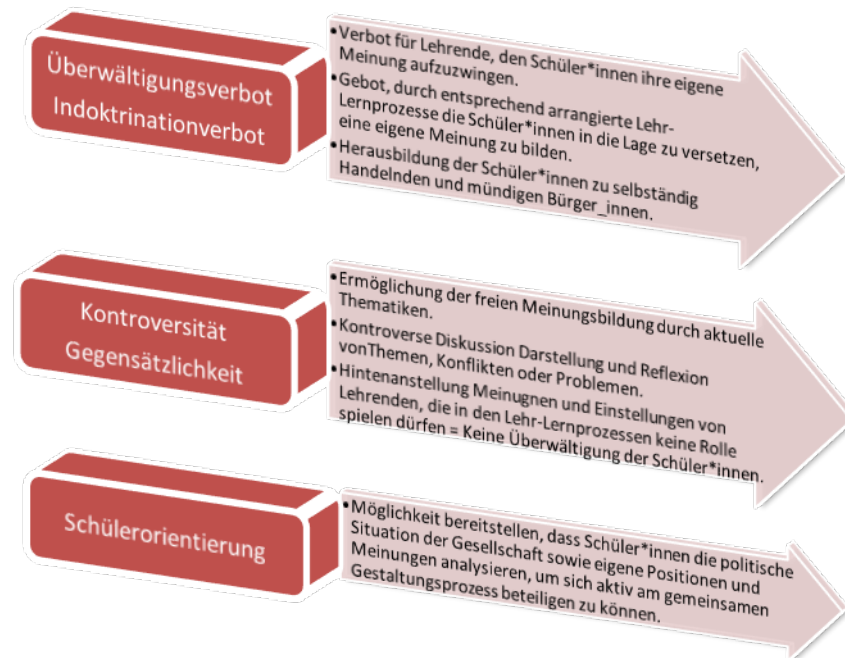 Überwältigungsverbot
Indoktrinationverbot
•Verbot für Lehrende, den Schüler*innen ihre eigene
Meinung aufzuzwingen.
•Gebot, durch entsprechend arrangierte Lehr-
Lernprozesse die Schüler*innen in die Lage zu versetzen,
eine eigene Meinung zu bilden.
•Herausbildung der Schüler*innen zu selbständig
Handelnden und mündigen Bürger_innen.
Kontroversität
Gegensätzlichkeit
•Ermöglichung der freien Meinungsbildung durch aktuelle
Thematiken.
•Kontroverse Diskussion Darstellung und Reflexion
vonThemen, Konflikten oder Problemen.
•Hintenanstellung Meinugnen und Einstellungen von
Lehrenden, die in den Lehr-Lernprozessen keine Rolle
spielen dürfen = Keine Überwältigung der Schüler*innen.
Schülerorientierung
•Möglichkeit bereitstellen, dass Schüler*innen die politische
Situation der Gesellschaft sowie eigene Positionen und
Meinungen analysieren, um sich aktiv am gemeinsamen
Gestaltungsprozess beteiligen zu können.